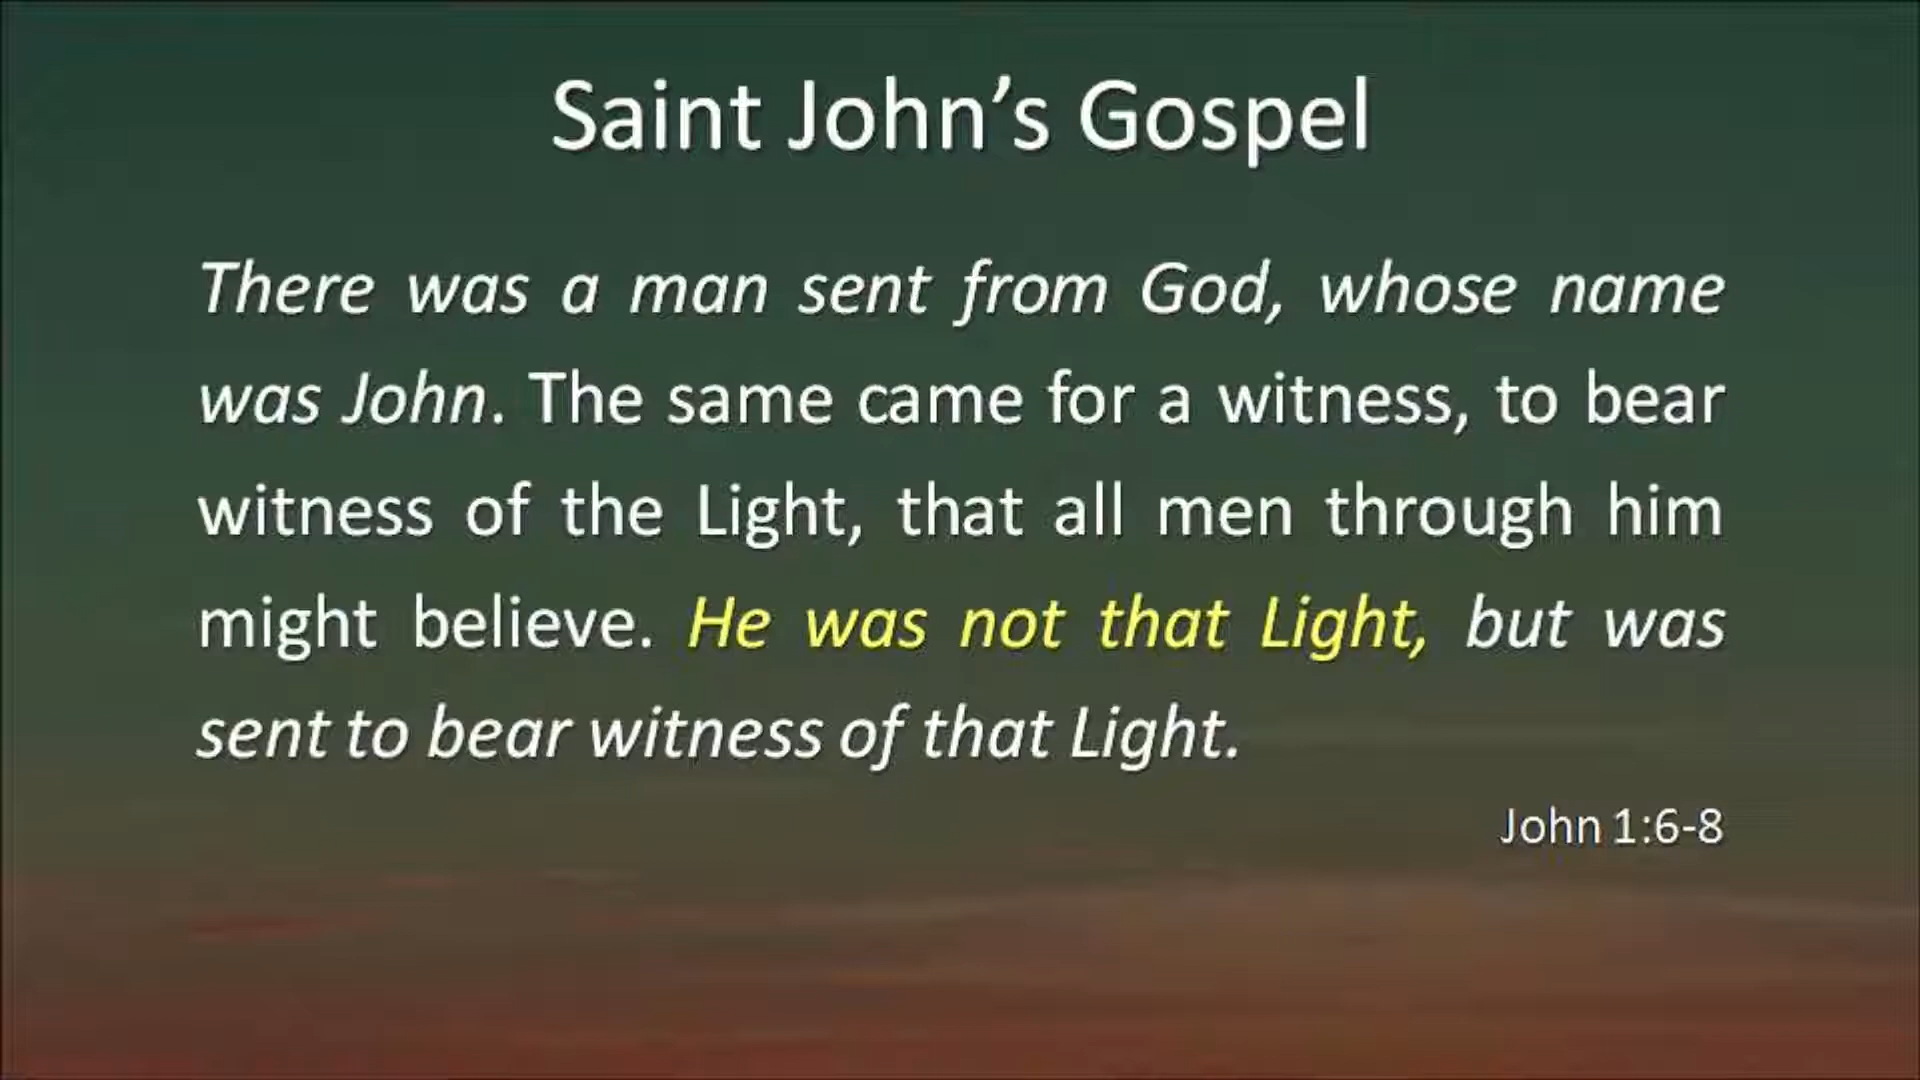 Saint John’s Gospel
There was a man sent from God, whose name
was John. The same came for a witness, to bear
witness of the Light, that all men through him
might believe. He was not that Light, but was
sent to bear witness of that Light.
John 1:6-8